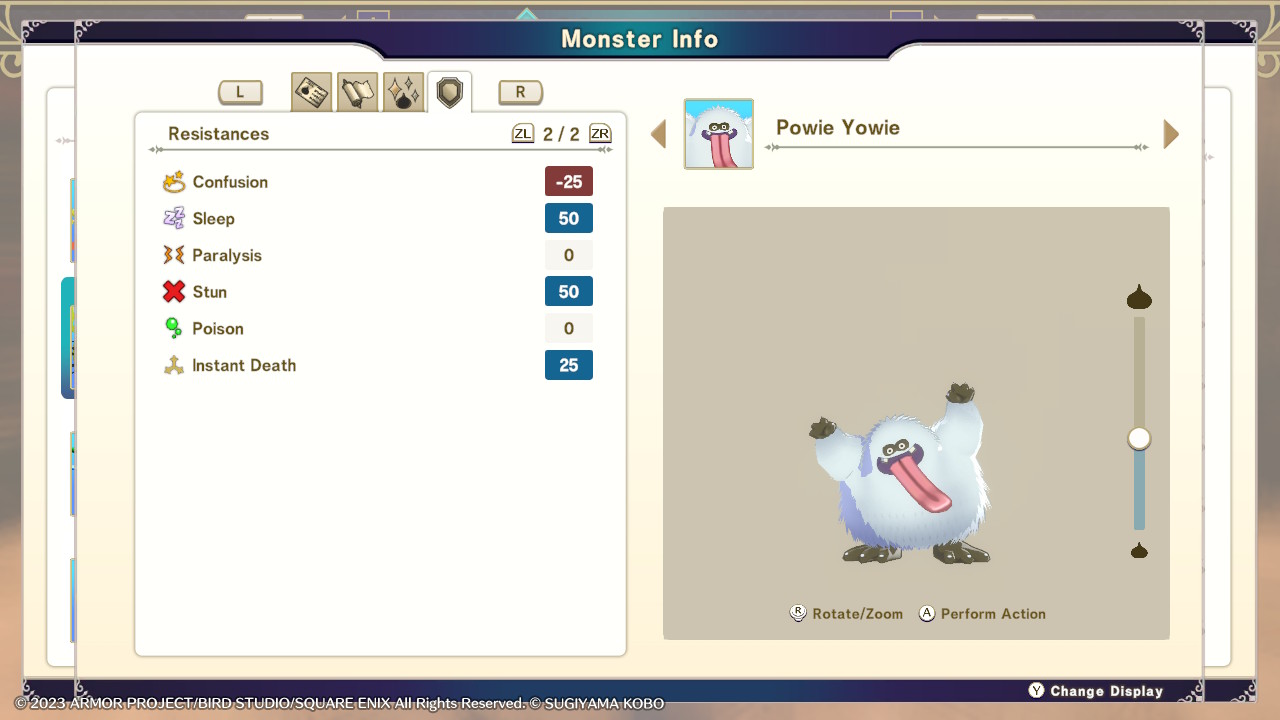 Monster Info
L
R
Resistances ZL 2 / 2 ZR
Powie Yowie
Confusion -25
Sleep 50
Paralysis 0
Stun 50
Poison 0
Instant Death 25
R Rotate/Zoom A Perform Action
Y Change Display
© 2023 ARMOR PROJECT/BIRD STUDIO/SQUARE ENIX All Rights Reserved. © SUGIYAMA KOBO